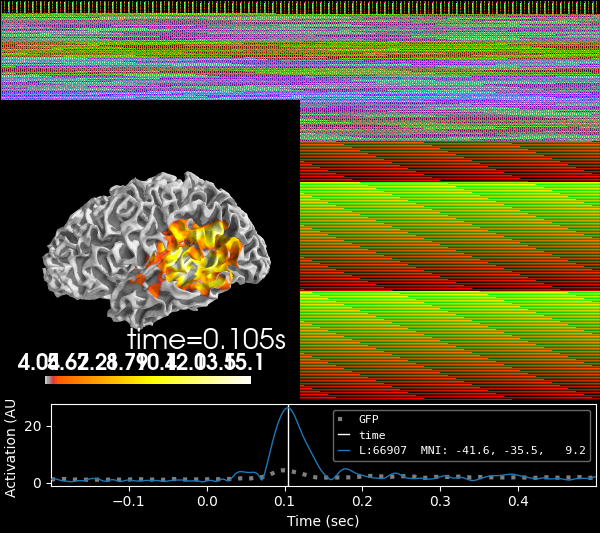 time=0.105s
Activation (AU
20
0
GFP
time
L:66907 MNI: -41.6, -35.5, 9.2
−0.1 0.0 0.1 0.2 0.3 0.4
Time (sec)